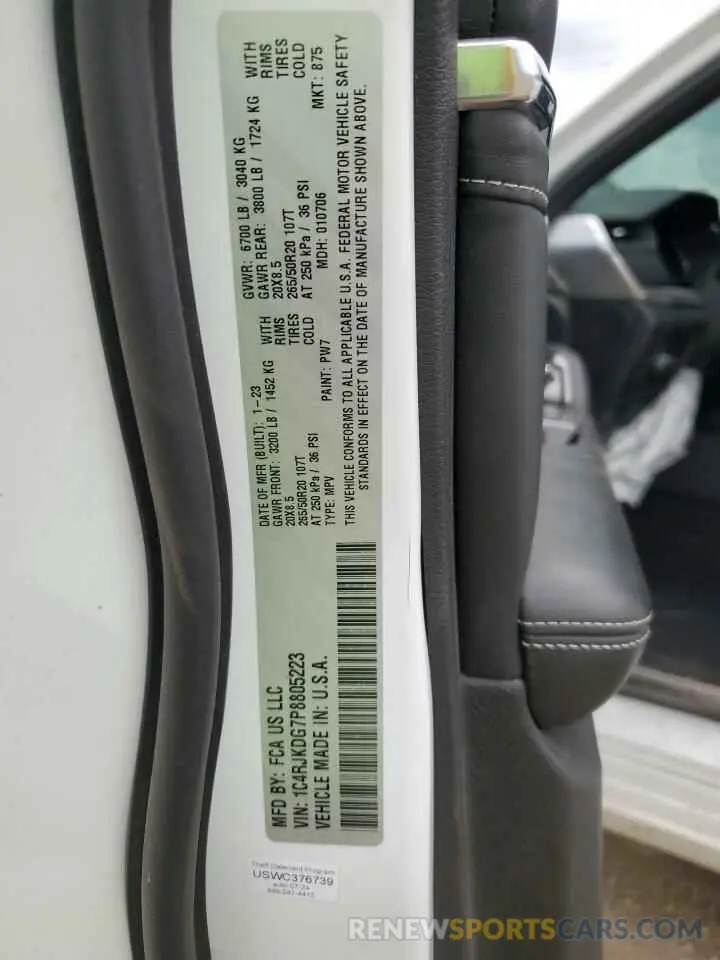 MFD BY: FCA US LLC
DATE OF MFR (BUILT): 1-23
GVWR: 6700 LB / 3040 KG
GAWR FRONT: 3200 LB / 1452 KG
WITH
GAWR REAR: 3800 LB / 1724 KG
WITH
20X8.5
RIMS
20X8.5
RIMS
265/50R20 107T
TIRES
265/50R20 107T
TIRES
AT 250 kPa / 36 PSI
COLD
AT 250 kPa / 36 PSI
COLD
VIN: 1C4RJKDG7P8805223
TYPE: MPV
PAINT: PW7
MDH: 010706
MKT: 875
VEHICLE MADE IN: U.S.A.
THIS VEHICLE CONFORMS TO ALL APPLICABLE U.S.A. FEDERAL MOTOR VEHICLE SAFETY
STANDARDS IN EFFECT ON THE DATE OF MANUFACTURE SHOWN ABOVE.
Theft Deterrent Program
USWC376739
RENEWSPORTSCARS.COM